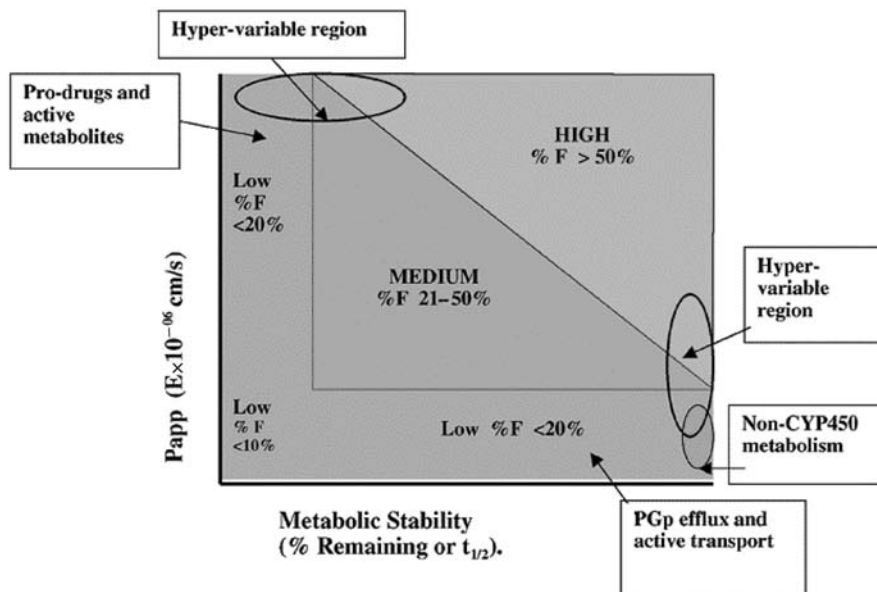 Hyper-variable region
Pro-drugs and
active
metabolites
HIGH
% F > 50%
Low
%F
<20%
MEDIUM
%F 21–50%
Hyper-
variable
region
Papp (E×10⁻⁰⁶ cm/s)
Low
% F
<10%
Low %F <20%
Non-CYP450
metabolism
Metabolic Stability
(% Remaining or t₁/₂).
PGp efflux and
active transport